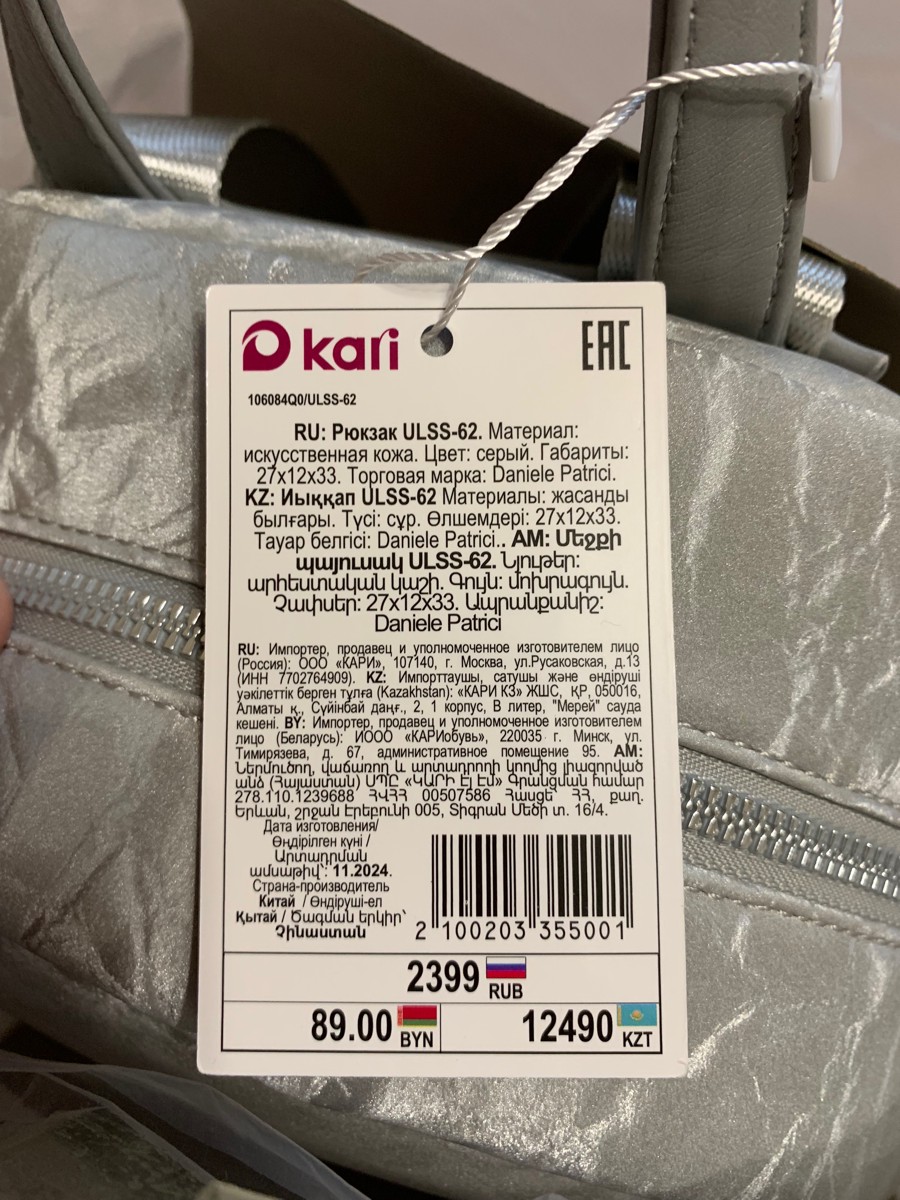 kari
EAC
106084Q0/ULSS-62
RU: Рюкзак ULSS-62. Материал:
искусственная кожа. Цвет: серый. Габариты:
27х12х33. Торговая марка: Daniele Patrici.
KZ: Иыққап ULSS-62 Материалы: жасанды
былғары. Түсі: сұр. Өлшемдері: 27х12х33.
Тауар белгісі: Daniele Patrici.. AM: Մեջքի
պայուսակ ULSS-62. Նյութեր:
արհեստական կաշի. Գույն: մոխրագույն.
Չափսեր: 27х12х33. Ապրանքանիշ:
Daniele Patrici
RU: Импортер, продавец и уполномоченное изготовителем лицо
(Россия): ООО «КАРИ», 107140, г. Москва, ул.Русаковская, д.13
(ИНН 7702764909). KZ: Импорттаушы, сатушы және өндіруші
уәкілеттік берген тұлға (Kazakhstan): «КАРИ КЗ» ЖШС, ҚР, 050016,
Алматы қ., Сүйінбай даңғ., 2, 1 корпус, В литер, "Мерей" сауда
кешені. BY: Импортер, продавец и уполномоченное изготовителем
лицо (Беларусь): ИООО «КАРИобувь», 220035 г. Минск, ул.
Тимирязева, д. 67, административное помещение 95. AM:
Ներմուծող, վաճառող և արտադրողի կողմից լիազորված
անձ (Հայաստան) ՍՊԸ «ԿԱՐԻ ԷյԷմ» Գրանցման համար
278.110.1239688 ՀՎՀՀ 00507586 Հասցե՝ ՀՀ, քաղ.
Երևան, շրջան Էրեբունի 005, Տիգրան Մեծի տ. 16/4.
Дата изготовления/
Өндірілген күні /
Արտադրման
ամսաթիվ՝: 11.2024.
Страна-производитель
Китай / Өндіруші-ел
Қытай / Ծագման երկիր՝
Չինաստան
2 100203 355001
2399 RUB
89.00 BYN
12490 KZT